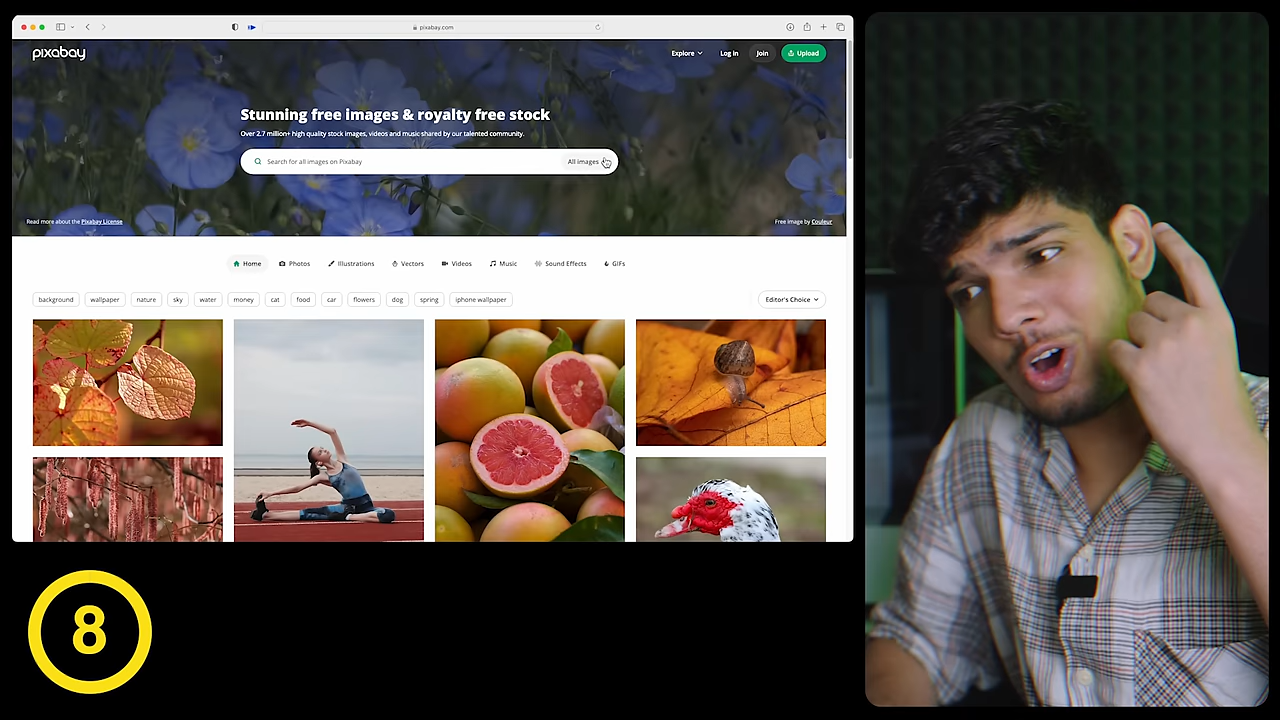 pixabay.com
pixabay
Explore
Log in
Join
Upload
Stunning free images & royalty free stock
Over 2.7 million+ high quality stock images, videos and music shared by our talented community.
Search for all images on Pixabay
All images
Read more about the Pixabay License
Free image by Couleur
Home
Photos
Illustrations
Vectors
Videos
Music
Sound Effects
GIFs
background
wallpaper
nature
sky
water
money
cat
food
car
flowers
dog
spring
iphone wallpaper
Editor's Choice
8